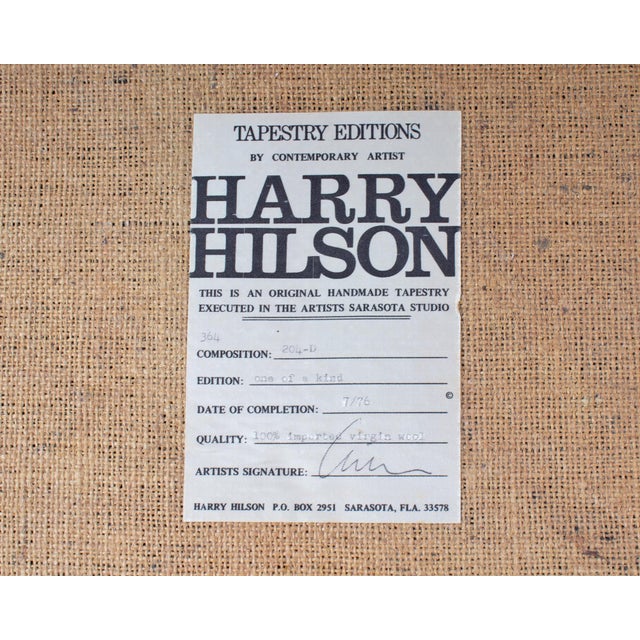 TAPESTRY EDITIONS
BY CONTEMPORARY ARTIST
HARRY
HILSON
THIS IS AN ORIGINAL HANDMADE TAPESTRY
EXECUTED IN THE ARTISTS SARASOTA STUDIO
364
COMPOSITION: 204-D
EDITION: one of a kind
©
DATE OF COMPLETION: 7/76
QUALITY: 100% imported virgin wool
ARTISTS SIGNATURE:
HARRY HILSON P.O. BOX 2951 SARASOTA, FLA. 33578